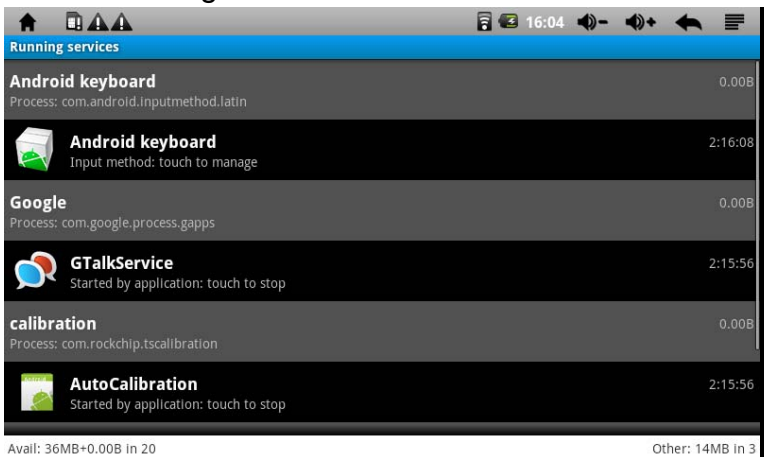 16:04
Running services
Android keyboard 0.00B
Process: com.android.inputmethod.latin
Android keyboard 2:16:08
Input method: touch to manage
Google 0.00B
Process: com.google.process.gapps
GTalkService 2:15:56
Started by application: touch to stop
calibration 0.00B
Process: com.rockchip.tscalibration
AutoCalibration 2:15:56
Started by application: touch to stop
Avail: 36MB+0.00B in 20 Other: 14MB in 3